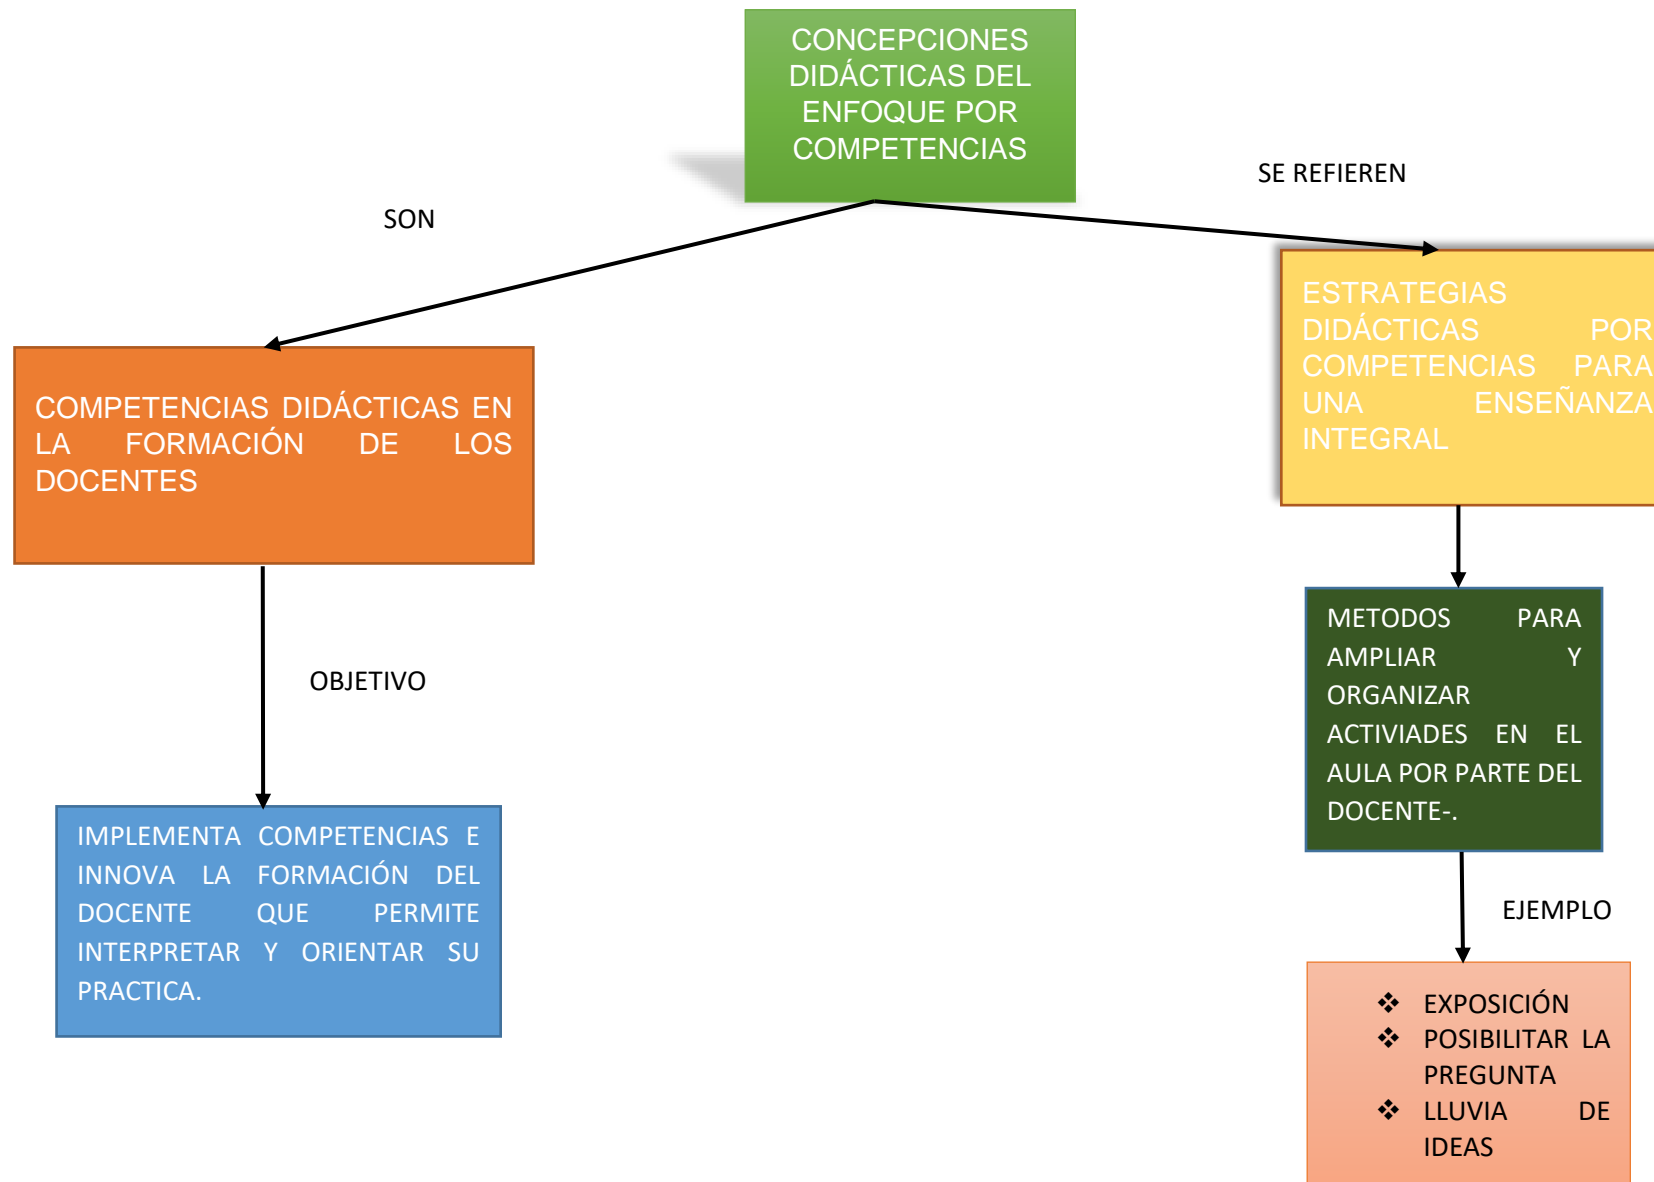 CONCEPCIONES
DIDÁCTICAS DEL
ENFOQUE POR
COMPETENCIAS
SE REFIEREN
SON
ESTRATEGIAS
DIDÁCTICAS POR
COMPETENCIAS PARA
UNA ENSEÑANZA
INTEGRAL
COMPETENCIAS DIDÁCTICAS EN
LA FORMACIÓN DE LOS
DOCENTES
METODOS PARA
AMPLIAR Y
ORGANIZAR
ACTIVIADES EN EL
AULA POR PARTE DEL
DOCENTE-.
OBJETIVO
IMPLEMENTA COMPETENCIAS E
INNOVA LA FORMACIÓN DEL
DOCENTE QUE PERMITE
INTERPRETAR Y ORIENTAR SU
PRACTICA.
EJEMPLO
❖ EXPOSICIÓN
❖ POSIBILITAR LA
PREGUNTA
❖ LLUVIA DE
IDEAS